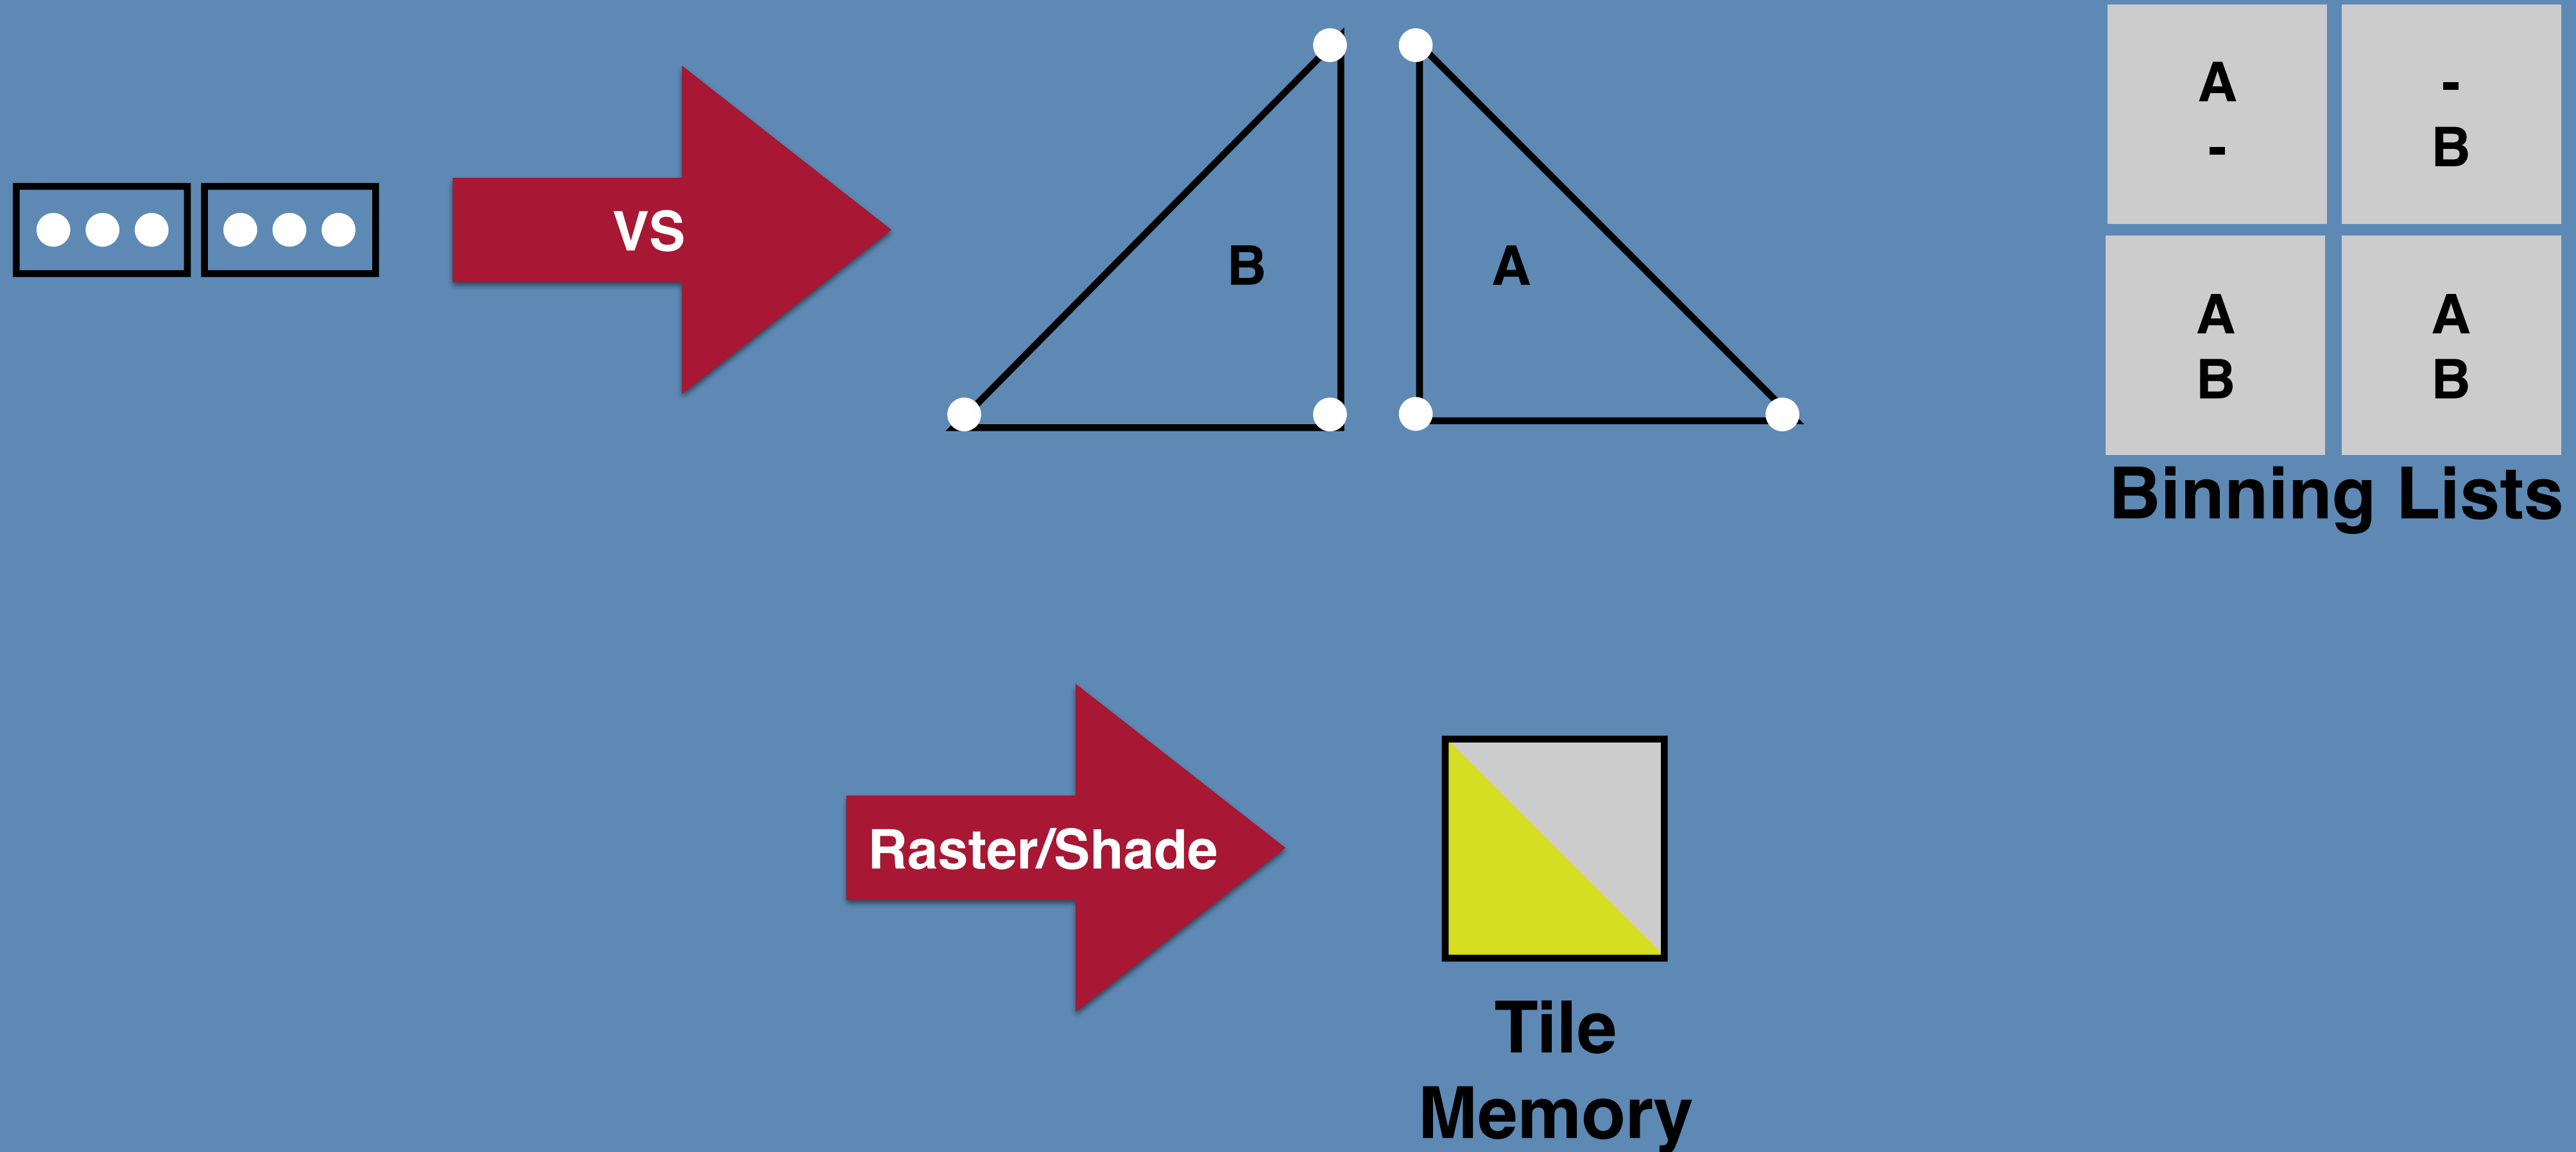 VS
B
A
A
-
-
B
A
B
A
B
Binning Lists
Raster/Shade
Tile
Memory